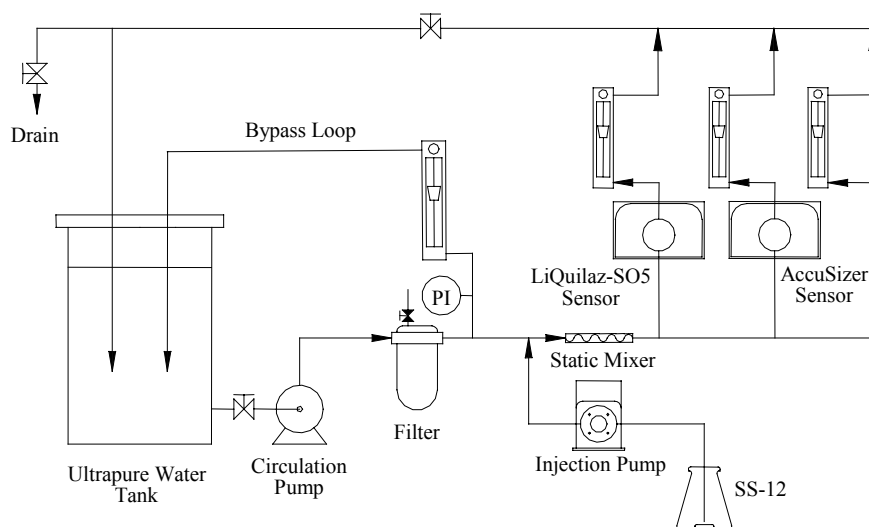 Drain
Bypass Loop
PI
LiQuilaz-SO5
Sensor
AccuSizer
Sensor
Static Mixer
Filter
Injection Pump
Circulation
Pump
Ultrapure Water
Tank
SS-12